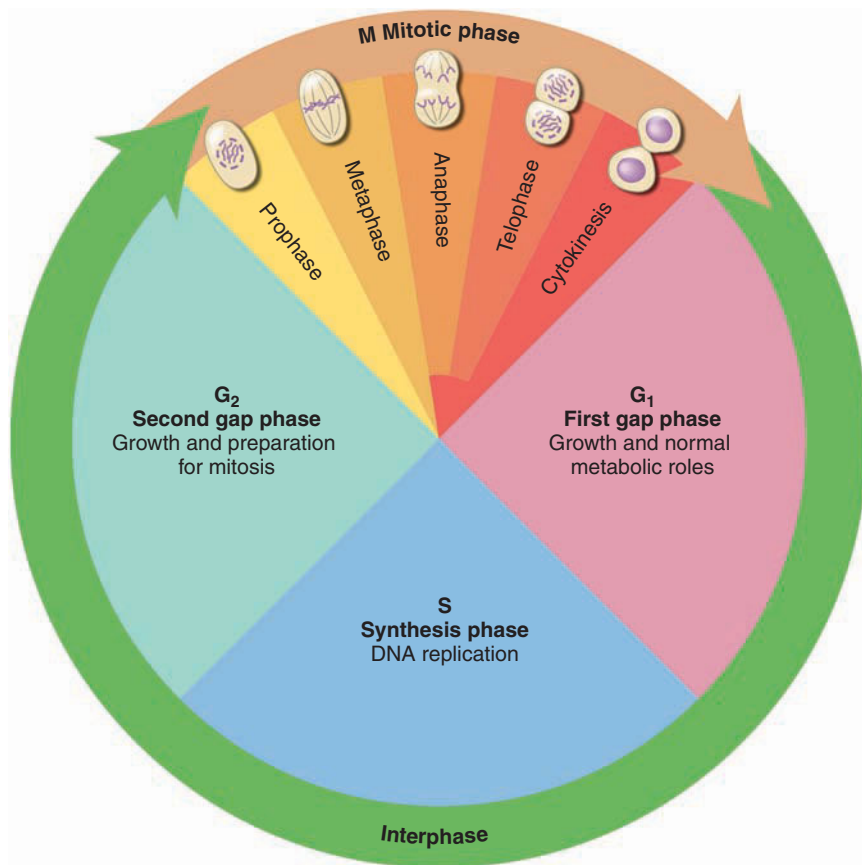 M Mitotic phase
Prophase
Metaphase
Anaphase
Telophase
Cytokinesis
G₂
Second gap phase
Growth and preparation
for mitosis
G₁
First gap phase
Growth and normal
metabolic roles
S
Synthesis phase
DNA replication
Interphase